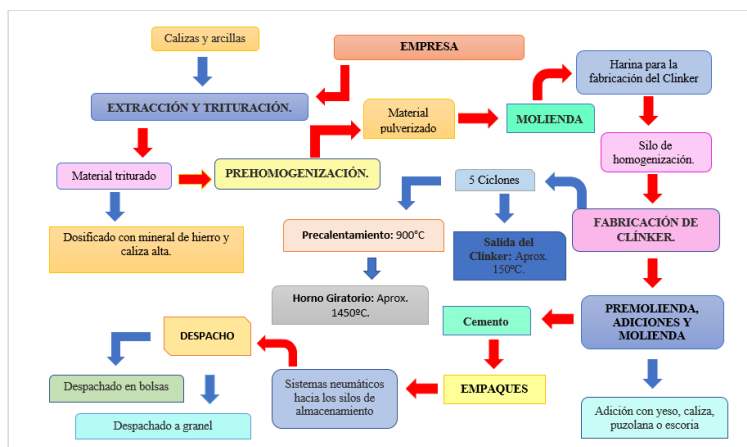 Calizas y arcillas
EMPRESA
Harina para la
fabricación del Clinker
EXTRACCIÓN Y TRITURACIÓN.
Material
pulverizado
MOLIENDA
Silo de
homogenización.
Material triturado
PREHOMOGENIZACIÓN.
5 Ciclones
Dosificado con mineral de hierro y
caliza alta.
Precalentamiento: 900°C
Salida del
Clinker: Aprox.
150ºC.
FABRICACIÓN DE
CLÍNKER.
Horno Giratorio: Aprox.
1450ºC.
PREMOLIENDA,
ADICIONES Y
MOLIENDA
Cemento
DESPACHO
Despachado en bolsas
Sistemas neumáticos
hacia los silos de
almacenamiento
EMPAQUES
Adición con yeso, caliza,
puzolana o escoria
Despachado a granel